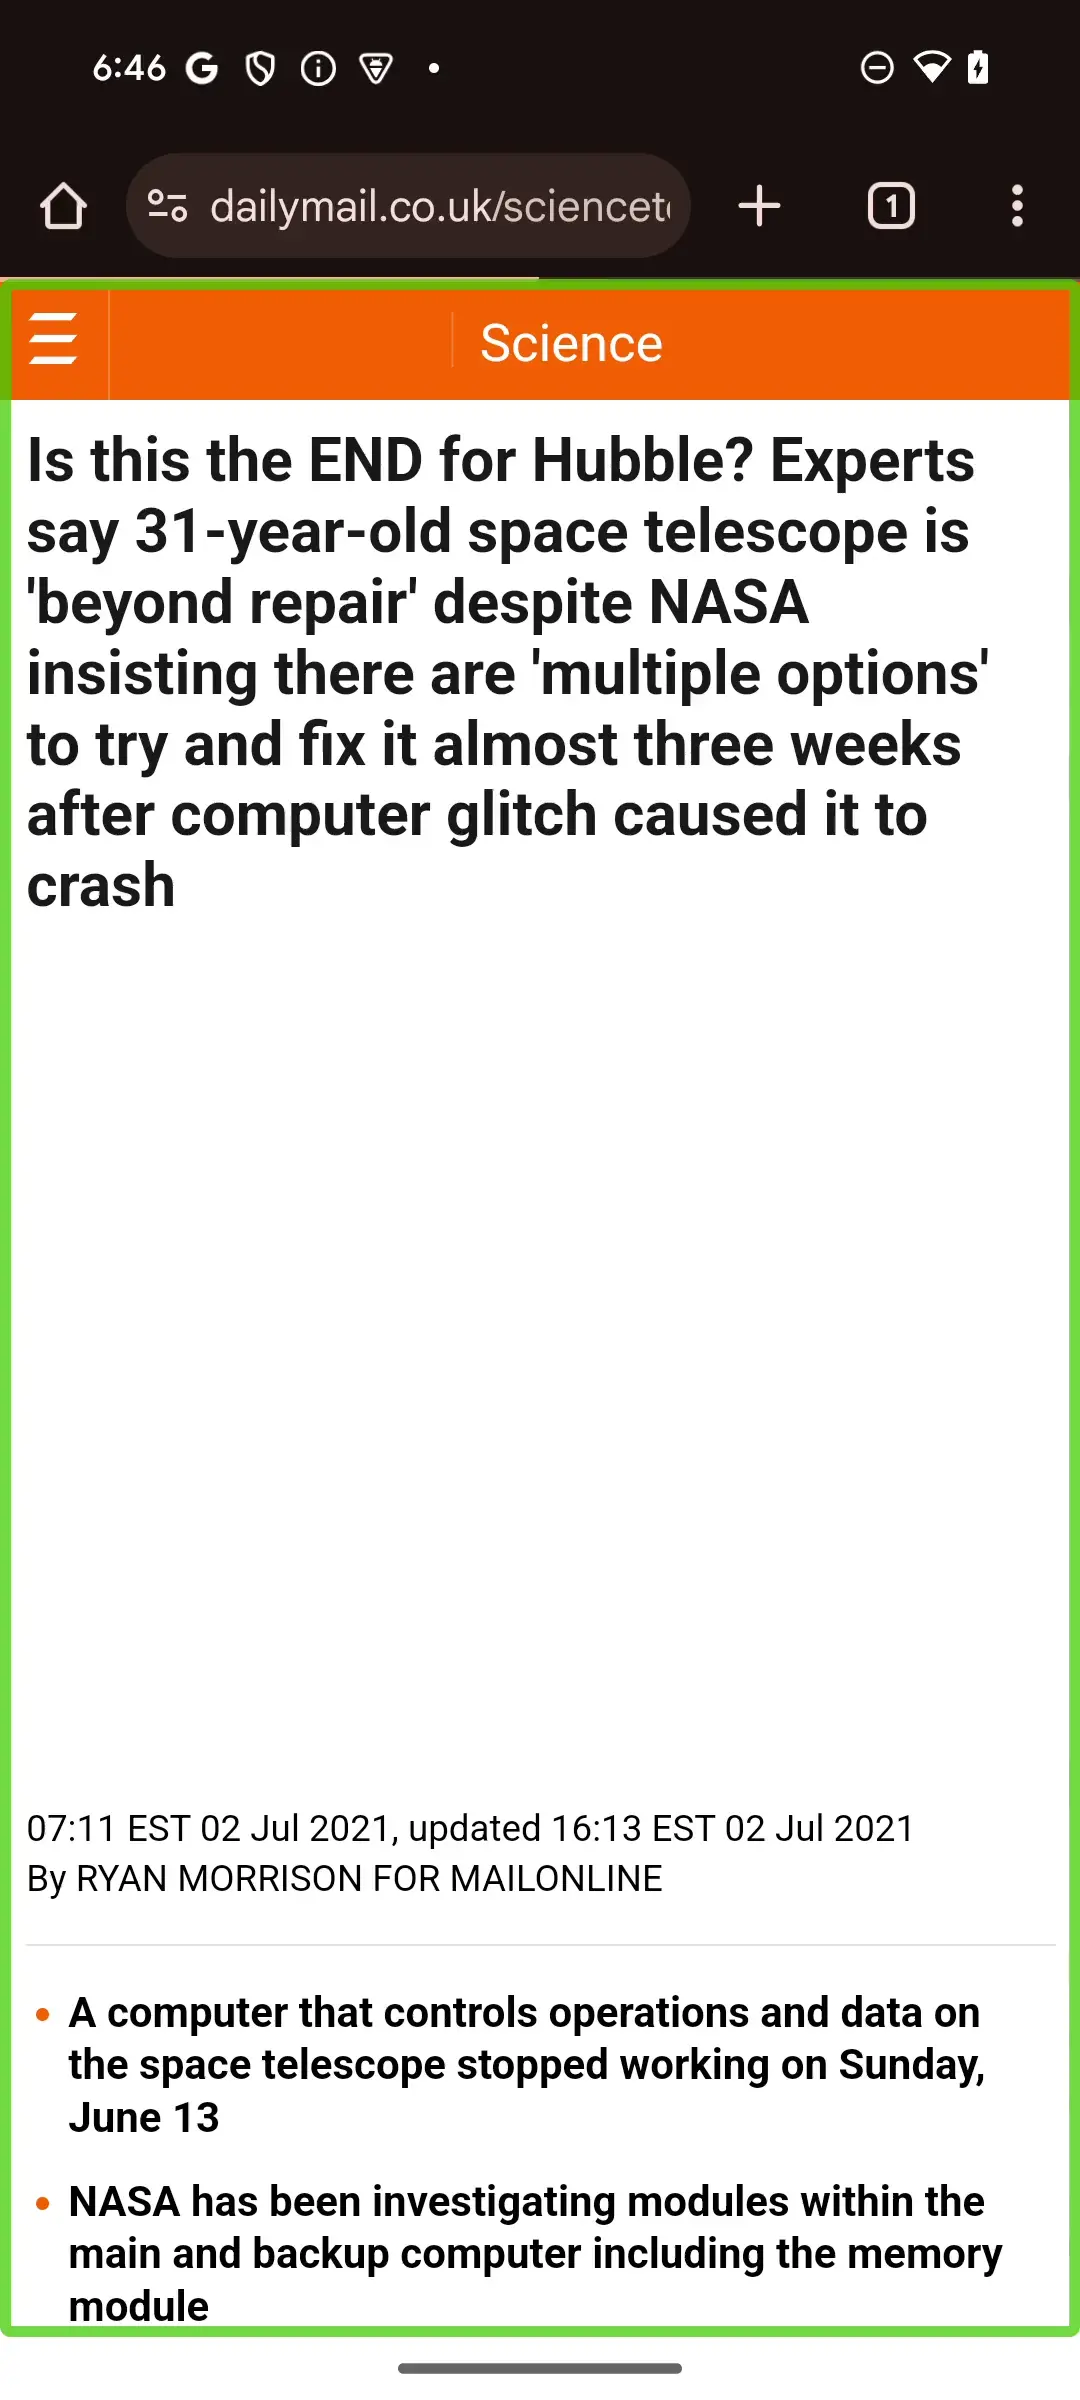 6:46
dailymail.co.uk/sciencet
1
Science
Is this the END for Hubble? Experts
say 31-year-old space telescope is
'beyond repair' despite NASA
insisting there are 'multiple options'
to try and fix it almost three weeks
after computer glitch caused it to
crash
07:11 EST 02 Jul 2021, updated 16:13 EST 02 Jul 2021
By RYAN MORRISON FOR MAILONLINE
A computer that controls operations and data on
the space telescope stopped working on Sunday,
June 13
NASA has been investigating modules within the
main and backup computer including the memory
module